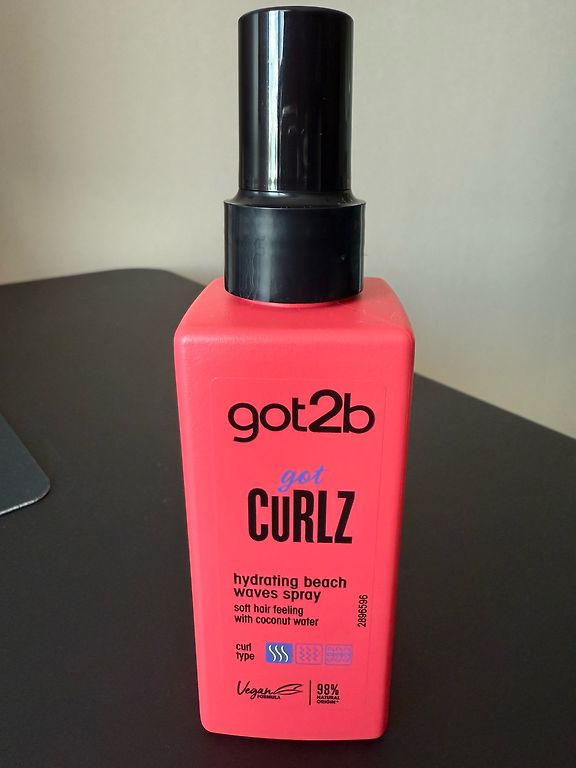 got2b
got
CuRLZ
hydrating beach
waves spray
soft hair feeling
with coconut water
2896596
curl
type
Vegan
FORMULA
98%
NATURAL
ORIGIN*